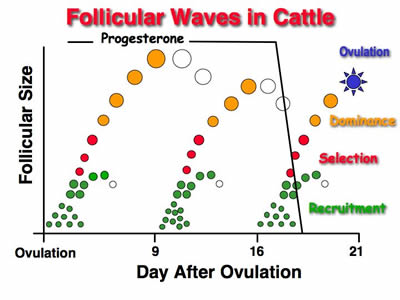 Follicular Waves in Cattle
Progesterone
Ovulation
Dominance
Selection
Recruitment
Follicular Size
Ovulation 9 16 21
Day After Ovulation